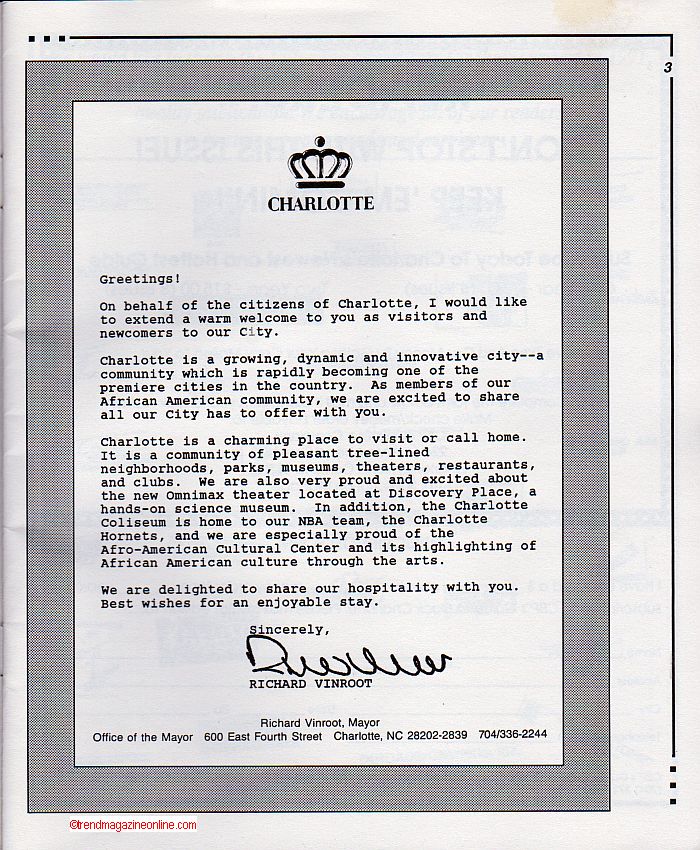 3
CHARLOTTE
Greetings!
On behalf of the citizens of Charlotte, I would like
to extend a warm welcome to you as visitors and
newcomers to our City.
Charlotte is a growing, dynamic and innovative city--a
community which is rapidly becoming one of the
premiere cities in the country.  As members of our
African American community, we are excited to share
all our City has to offer with you.
Charlotte is a charming place to visit or call home.
It is a community of pleasant tree-lined
neighborhoods, parks, museums, theaters, restaurants,
and clubs.  We are also very proud and excited about
the new Omnimax theater located at Discovery Place, a
hands-on science museum.  In addition, the Charlotte
Coliseum is home to our NBA team, the Charlotte
Hornets, and we are especially proud of the
Afro-American Cultural Center and its highlighting of
African American culture through the arts.
We are delighted to share our hospitality with you.
Best wishes for an enjoyable stay.
Sincerely,
RICHARD VINROOT
Richard Vinroot, Mayor
Office of the Mayor   600 East Fourth Street   Charlotte, NC 28202-2839   704/336-2244
©trendmagazineonline.com